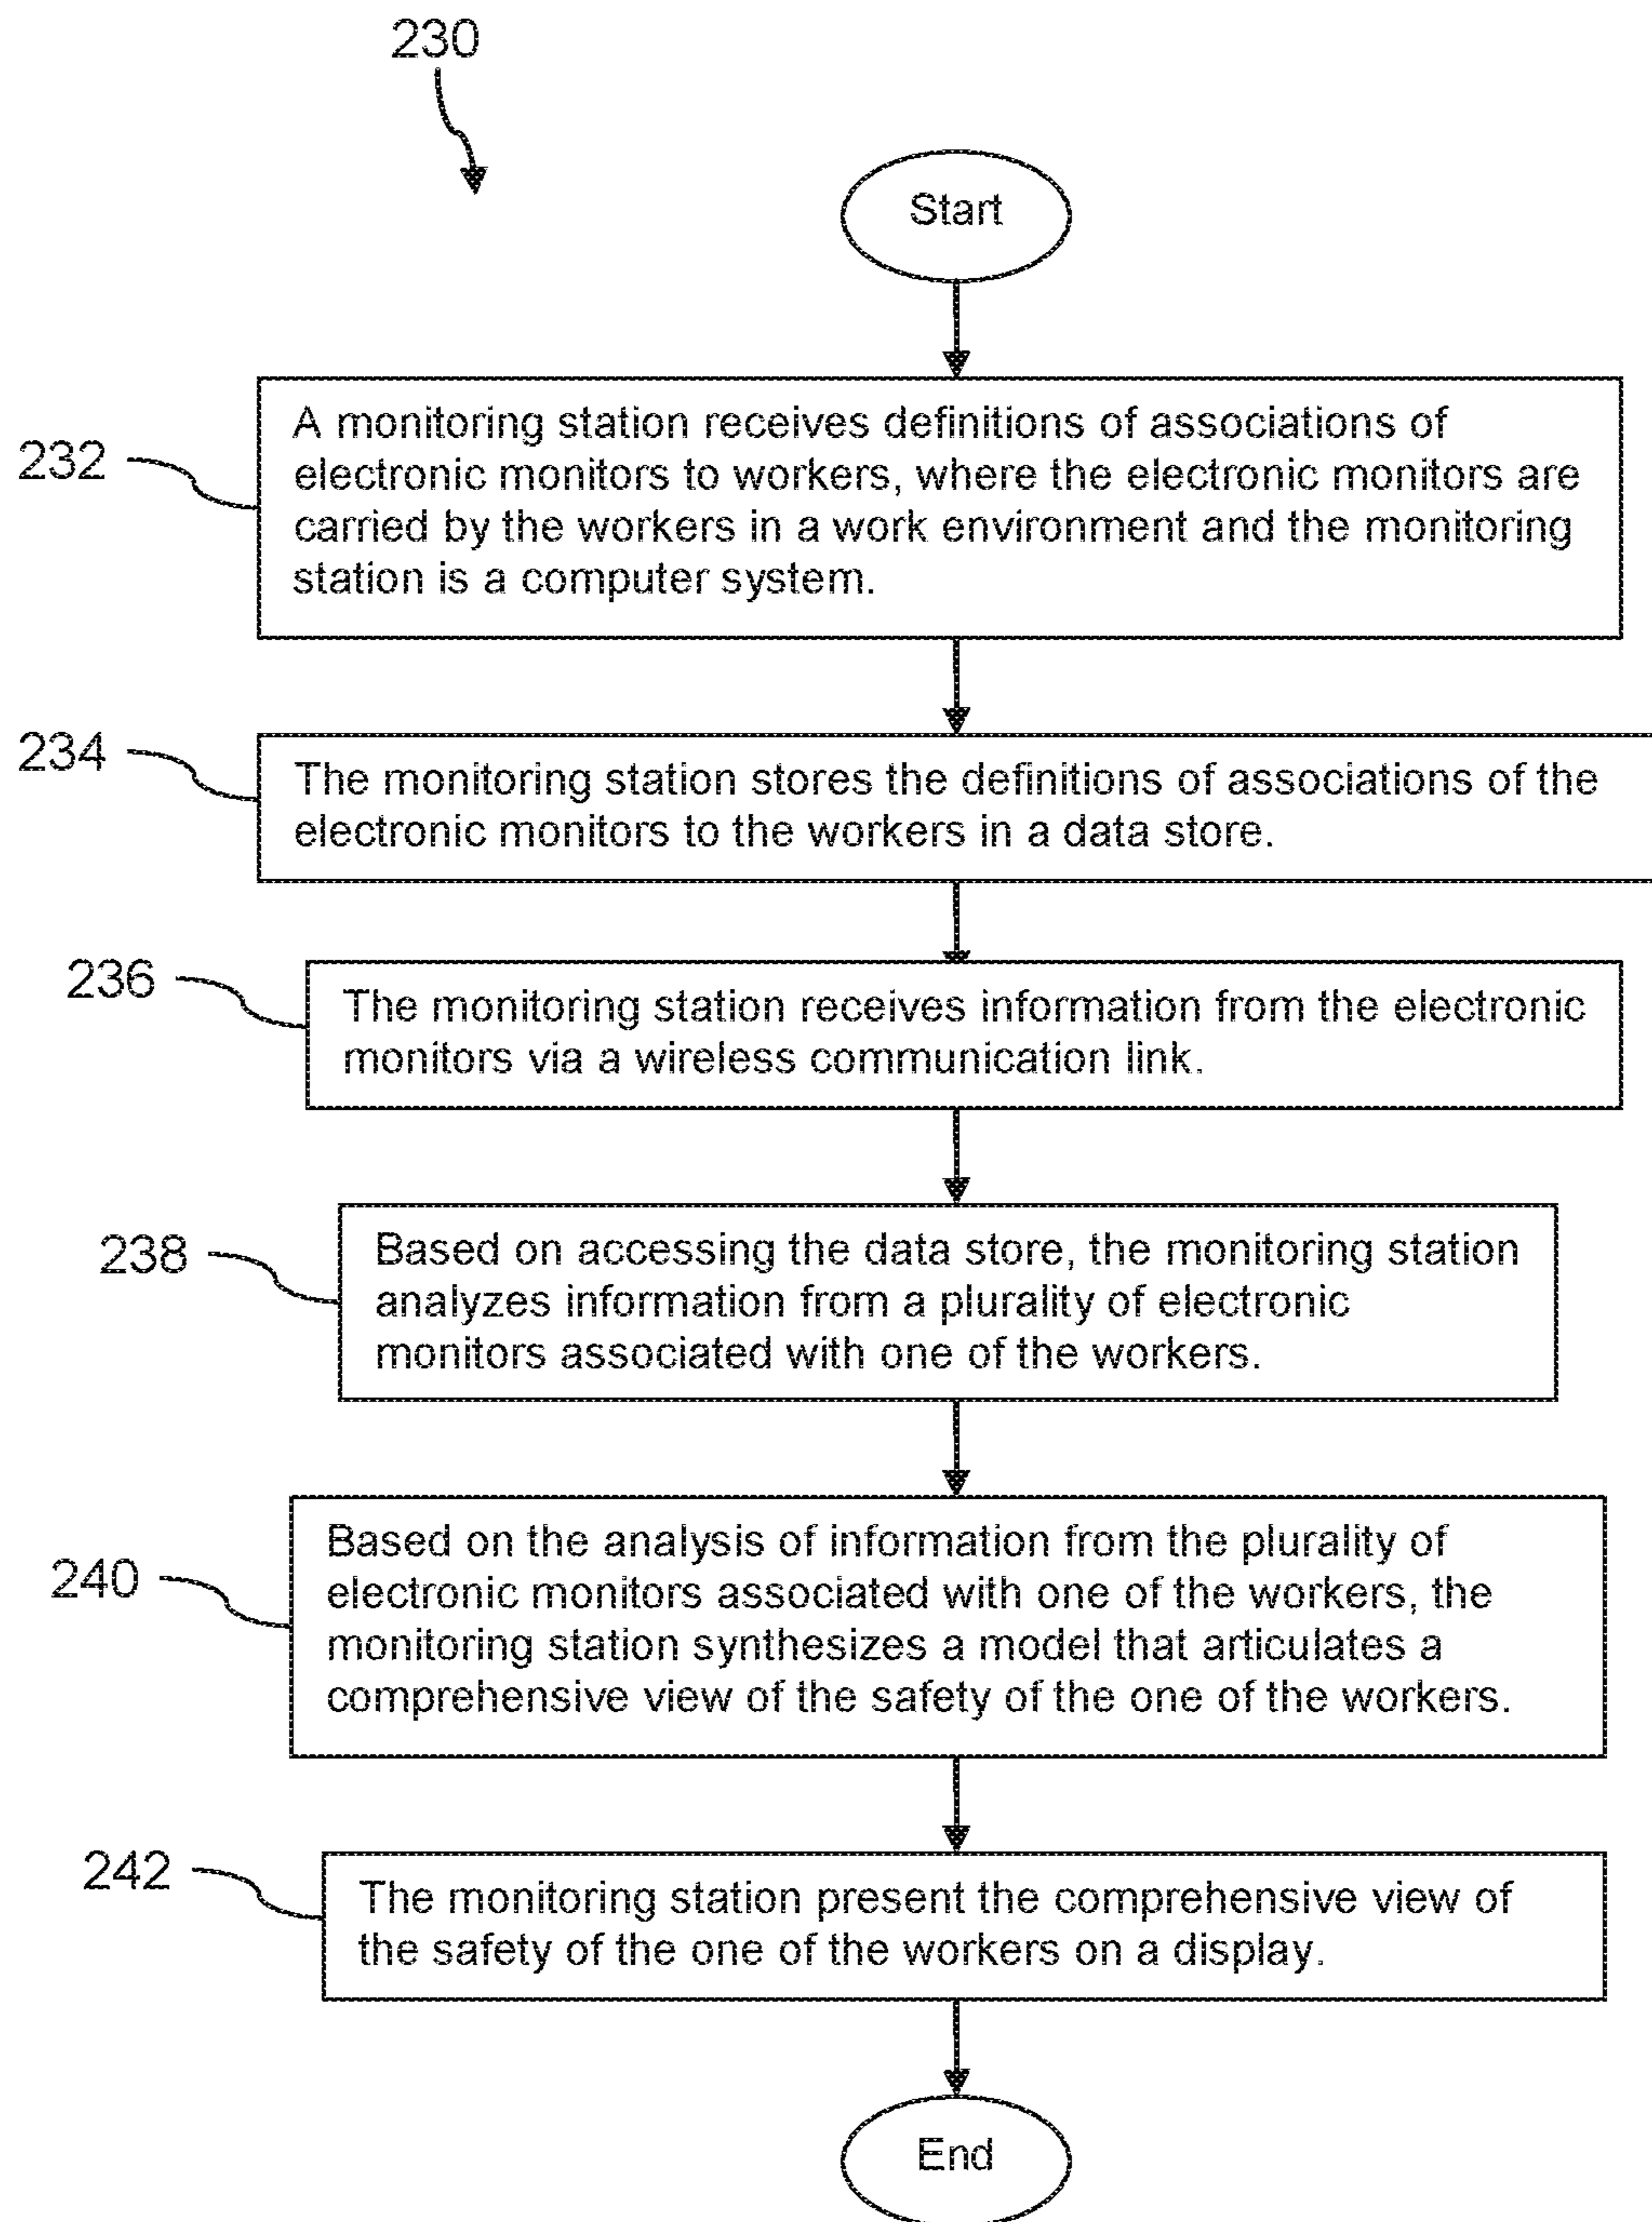 230
Start
232
A monitoring station receives definitions of associations of
electronic monitors to workers, where the electronic monitors are
carried by the workers in a work environment and the monitoring
station is a computer system.
234
The monitoring station stores the definitions of associations of the
electronic monitors to the workers in a data store.
236
The monitoring station receives information from the electronic
monitors via a wireless communication link.
238
Based on accessing the data store, the monitoring station
analyzes information from a plurality of electronic
monitors associated with one of the workers.
240
Based on the analysis of information from the plurality of
electronic monitors associated with one of the workers, the
monitoring station synthesizes a model that articulates a
comprehensive view of the safety of the one of the workers.
242
The monitoring station present the comprehensive view of
the safety of the one of the workers on a display.
End